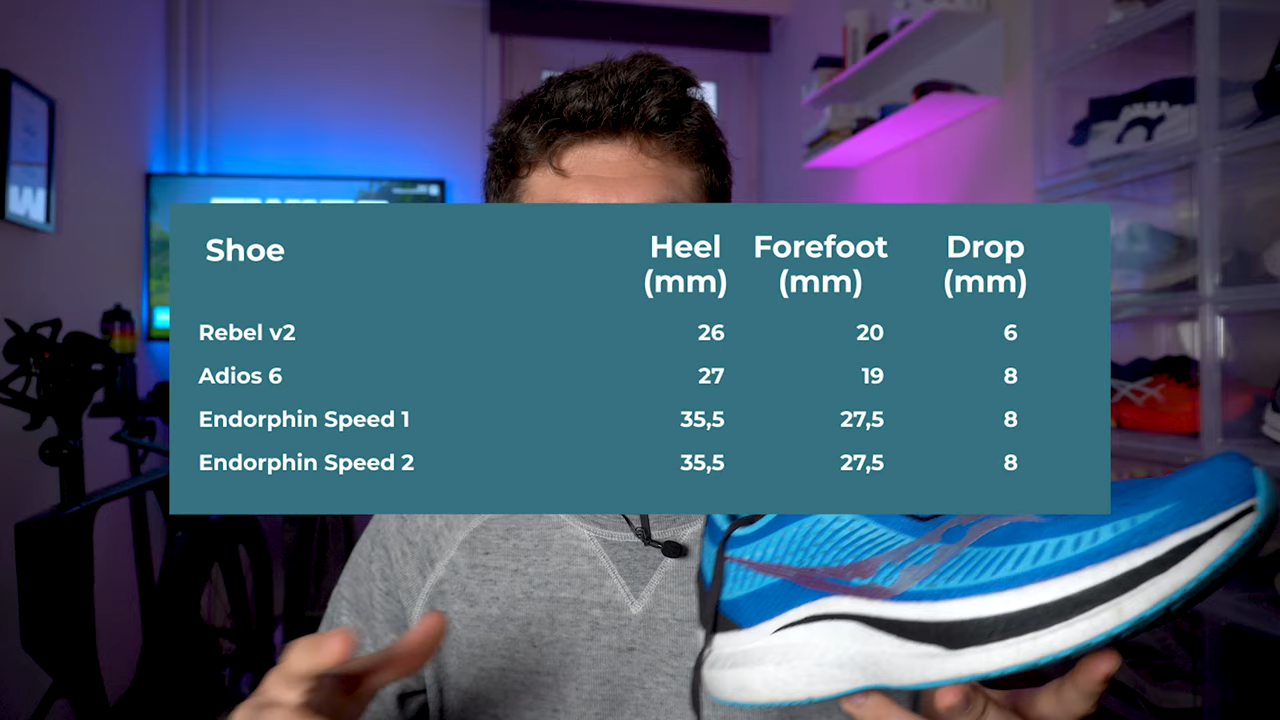 Shoe Heel (mm) Forefoot (mm) Drop (mm)
Rebel v2 26 20 6
Adios 6 27 19 8
Endorphin Speed 1 35,5 27,5 8
Endorphin Speed 2 35,5 27,5 8
W